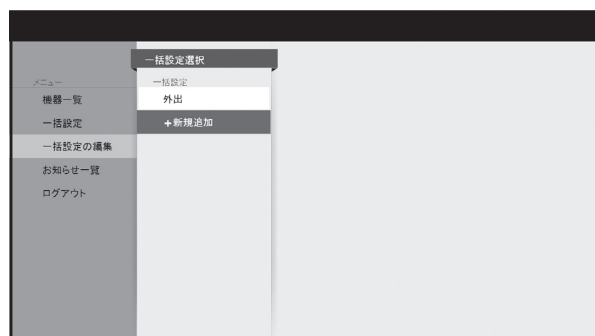 メニュー
機器一覧
一括設定
一括設定の編集
お知らせ一覧
ログアウト
一括設定選択
一括設定
外出
+新規追加